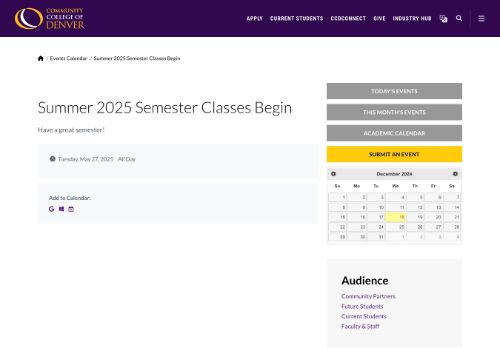 COMMUNITY
COLLEGE OF
DENVER
APPLY CURRENT STUDENTS CCDCONNECT GIVE INDUSTRY HUB
/ Events Calendar / Summer 2025 Semester Classes Begin
Summer 2025 Semester Classes Begin
Have a great semester!
Tuesday, May 27, 2025 All Day
Add to Calendar:
TODAY'S EVENTS
THIS MONTH'S EVENTS
ACADEMIC CALENDAR
SUBMIT AN EVENT
December 2024
Su Mo Tu We Th Fr Sa
1 2 3 4 5 6 7
8 9 10 11 12 13 14
15 16 17 18 19 20 21
22 23 24 25 26 27 28
29 30 31 1 2 3 4
Audience
Community Partners
Future Students
Current Students
Faculty & Staff